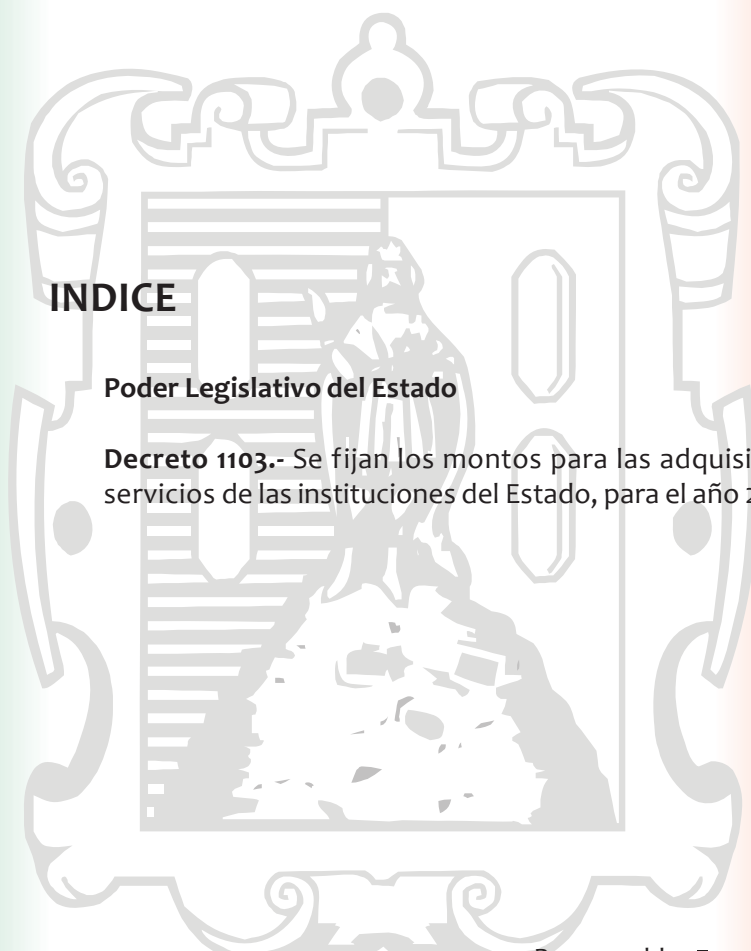 INDICE
Poder Legislativo del Estado
Decreto 1103.- Se fijan los montos para las
servicios de las instituciones del Estado, para el año